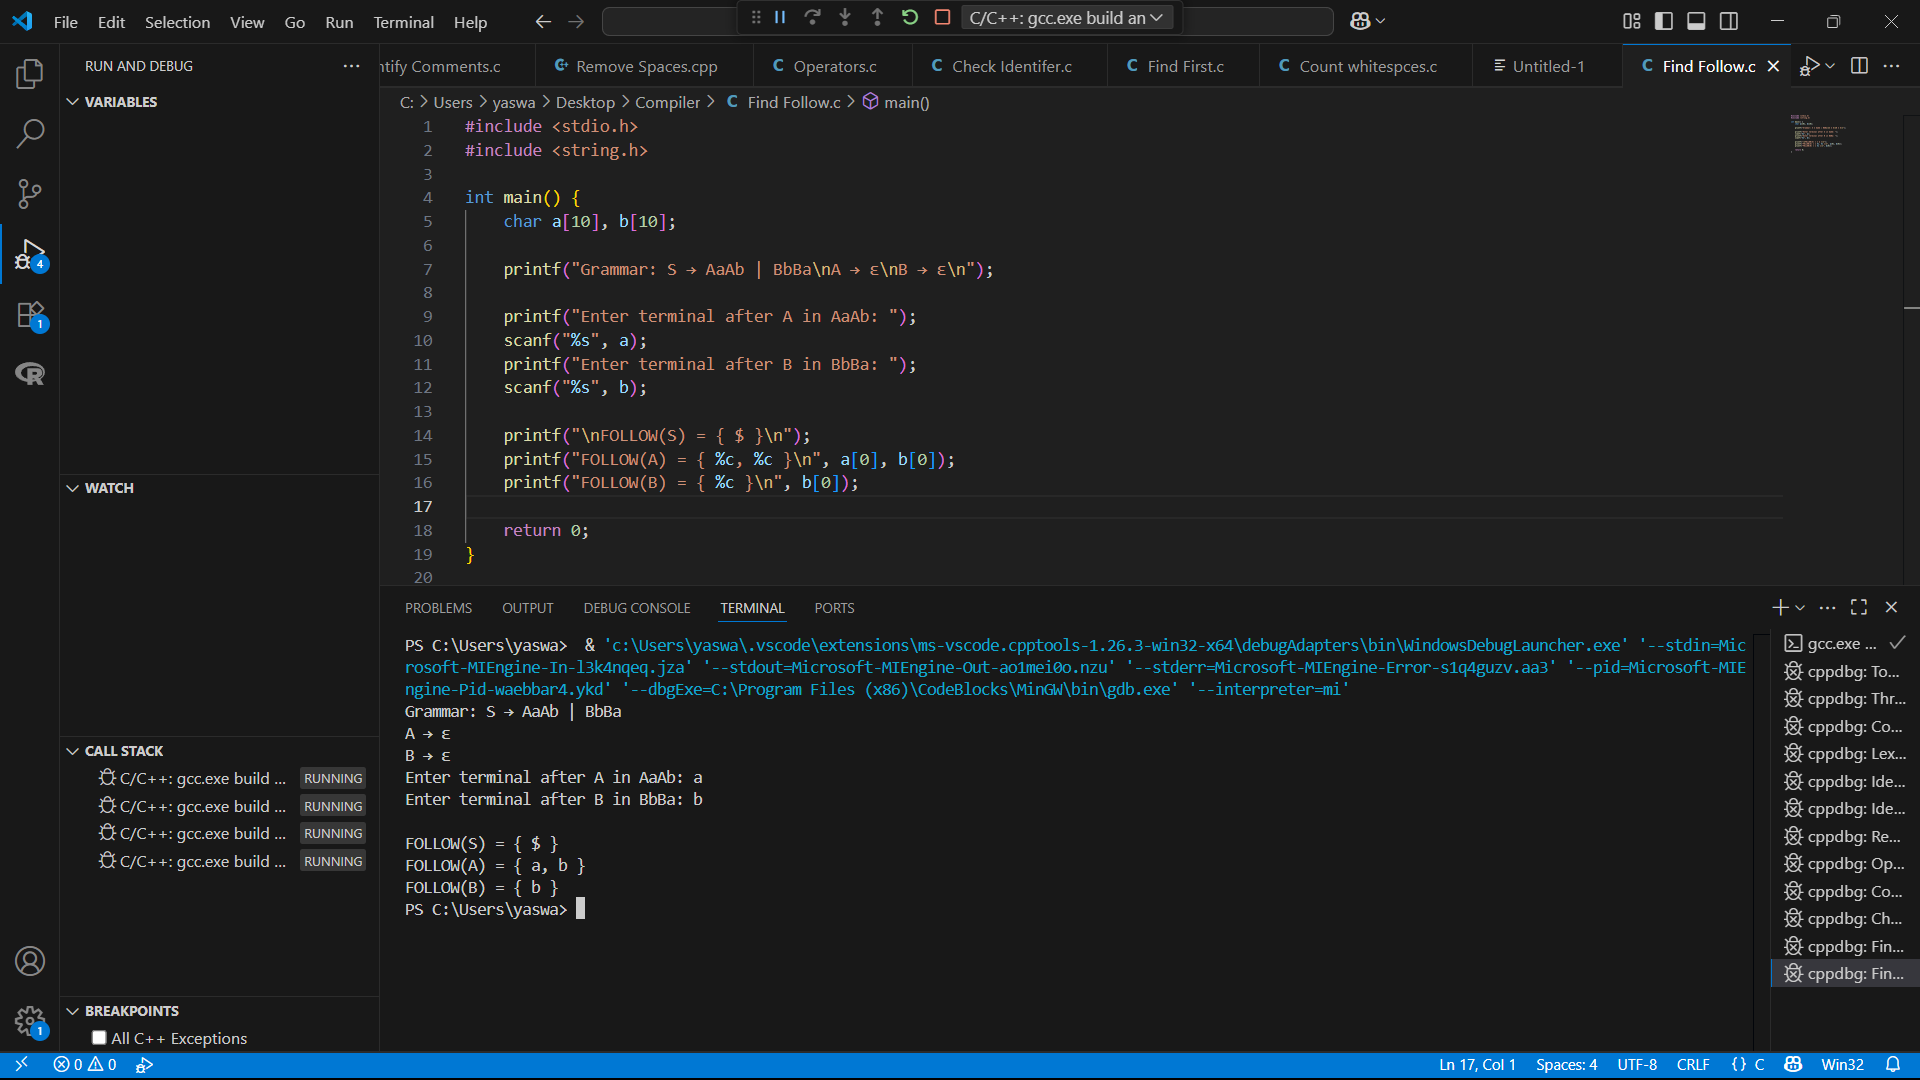 File Edit Selection View Go Run Terminal Help
C/C++: gcc.exe build an
RUN AND DEBUG
ntify Comments.c
Remove Spaces.cpp
C Operators.c
C Check Identifer.c
C Find First.c
C Count whitespces.c
Untitled-1
C Find Follow.c
VARIABLES
C: > Users > yaswa > Desktop > Compiler > C Find Follow.c > main()
1 #include <stdio.h>
2 #include <string.h>
3
4 int main() {
5 char a[10], b[10];
6
7 printf("Grammar: S → AaAb | BbBa\nA → ε\nB → ε\n");
8
9 printf("Enter terminal after A in AaAb: ");
10 scanf("%s", a);
11 printf("Enter terminal after B in BbBa: ");
12 scanf("%s", b);
13
14 printf("\nFOLLOW(S) = { $ }\n");
15 printf("FOLLOW(A) = { %c, %c }\n", a[0], b[0]);
16 printf("FOLLOW(B) = { %c }\n", b[0]);
17
18 return 0;
19 }
20
4
1
WATCH
CALL STACK
C/C++: gcc.exe build ... RUNNING
C/C++: gcc.exe build ... RUNNING
C/C++: gcc.exe build ... RUNNING
C/C++: gcc.exe build ... RUNNING
BREAKPOINTS
All C++ Exceptions
1
PROBLEMS OUTPUT DEBUG CONSOLE TERMINAL PORTS
PS C:\Users\yaswa> & 'c:\Users\yaswa\.vscode\extensions\ms-vscode.cpptools-1.26.3-win32-x64\debugAdapters\bin\WindowsDebugLauncher.exe' '--stdin=Mic
rosoft-MIEngine-In-l3k4nqeq.jza' '--stdout=Microsoft-MIEngine-Out-ao1mei0o.nzu' '--stderr=Microsoft-MIEngine-Error-s1q4guzv.aa3' '--pid=Microsoft-MIE
ngine-Pid-waebbar4.ykd' '--dbgExe=C:\Program Files (x86)\CodeBlocks\MinGW\bin\gdb.exe' '--interpreter=mi'
Grammar: S → AaAb | BbBa
A → ε
B → ε
Enter terminal after A in AaAb: a
Enter terminal after B in BbBa: b

FOLLOW(S) = { $ }
FOLLOW(A) = { a, b }
FOLLOW(B) = { b }
PS C:\Users\yaswa>
gcc.exe ...
cppdbg: To...
cppdbg: Thr...
cppdbg: Co...
cppdbg: Lex...
cppdbg: Ide...
cppdbg: Ide...
cppdbg: Re...
cppdbg: Op...
cppdbg: Co...
cppdbg: Ch...
cppdbg: Fin...
cppdbg: Fin...
0 0
Ln 17, Col 1 Spaces: 4 UTF-8 CRLF {} C Win32